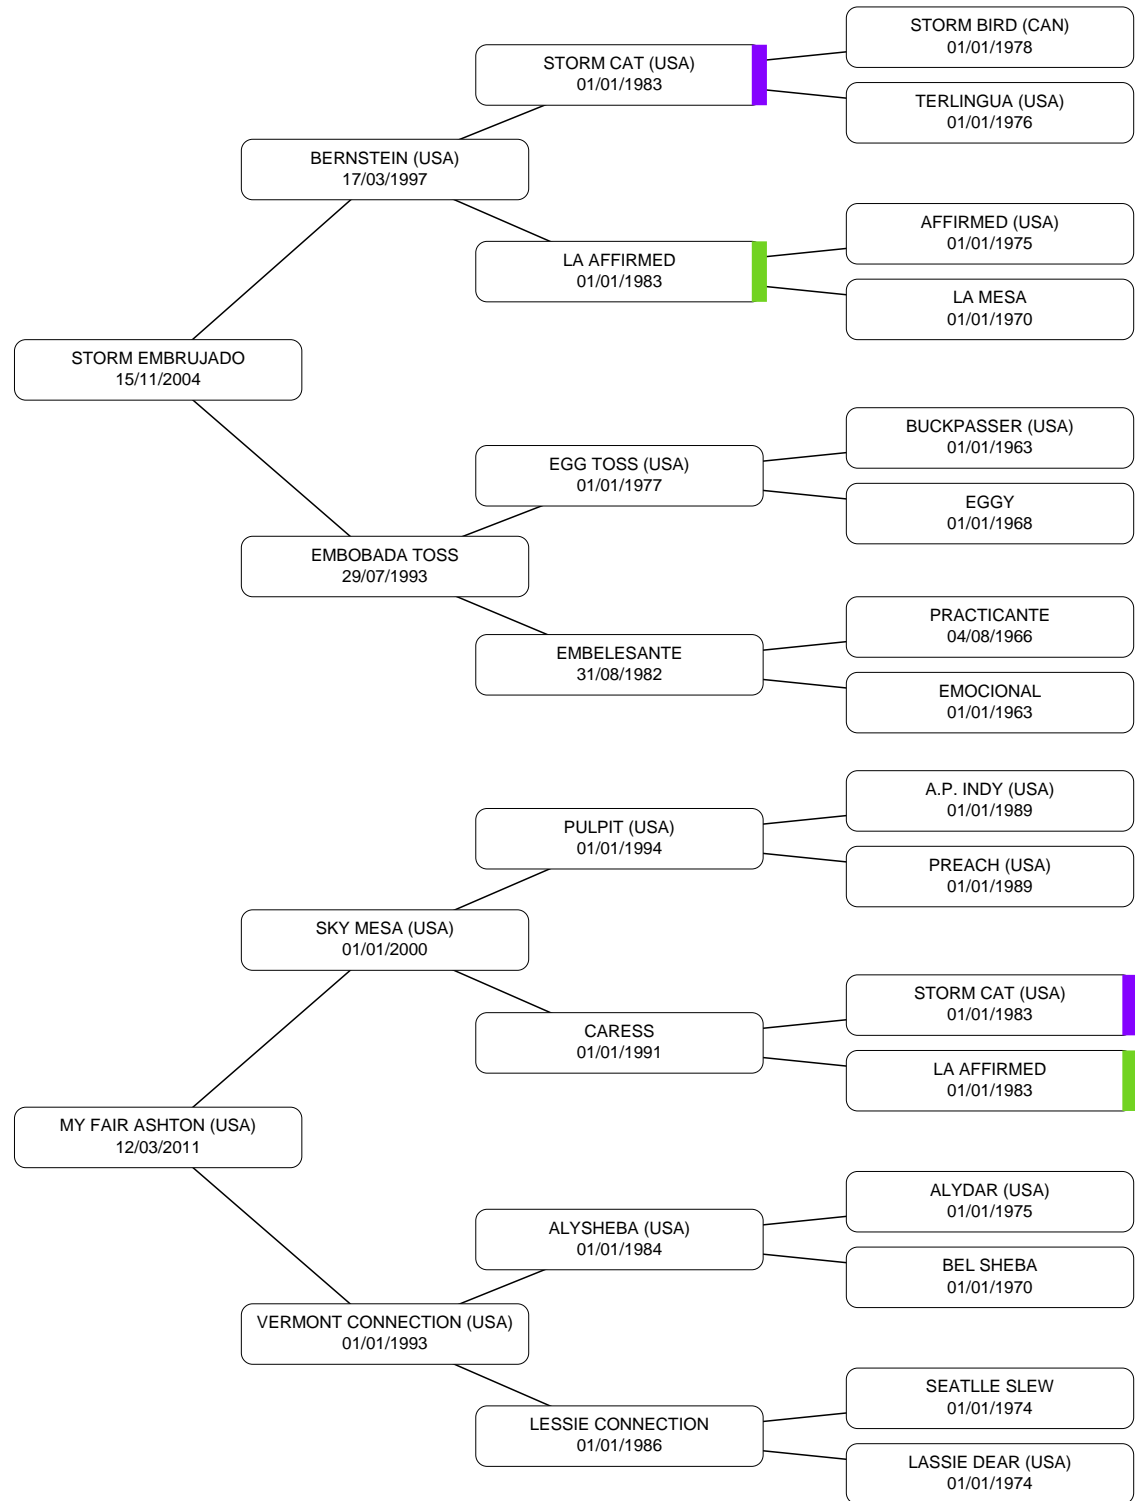 STORM BIRD (CAN)
01/01/1978
STORM CAT (USA)
01/01/1983
TERLINGUA (USA)
01/01/1976
BERNSTEIN (USA)
17/03/1997
AFFIRMED (USA)
01/01/1975
LA AFFIRMED
01/01/1983
LA MESA
01/01/1970
STORM EMBRUJADO
15/11/2004
BUCKPASSER (USA)
01/01/1963
EGG TOSS (USA)
01/01/1977
EGGY
01/01/1968
EMBOBADA TOSS
29/07/1993
PRACTICANTE
04/08/1966
EMBELESANTE
31/08/1982
EMOCIONAL
01/01/1963
A.P. INDY (USA)
01/01/1989
PULPIT (USA)
01/01/1994
PREACH (USA)
01/01/1989
SKY MESA (USA)
01/01/2000
STORM CAT (USA)
01/01/1983
CARESS
01/01/1991
LA AFFIRMED
01/01/1983
MY FAIR ASHTON (USA)
12/03/2011
ALYDAR (USA)
01/01/1975
ALYSHEBA (USA)
01/01/1984
BEL SHEBA
01/01/1970
VERMONT CONNECTION (USA)
01/01/1993
SEATLLE SLEW
01/01/1974
LESSIE CONNECTION
01/01/1986
LASSIE DEAR (USA)
01/01/1974